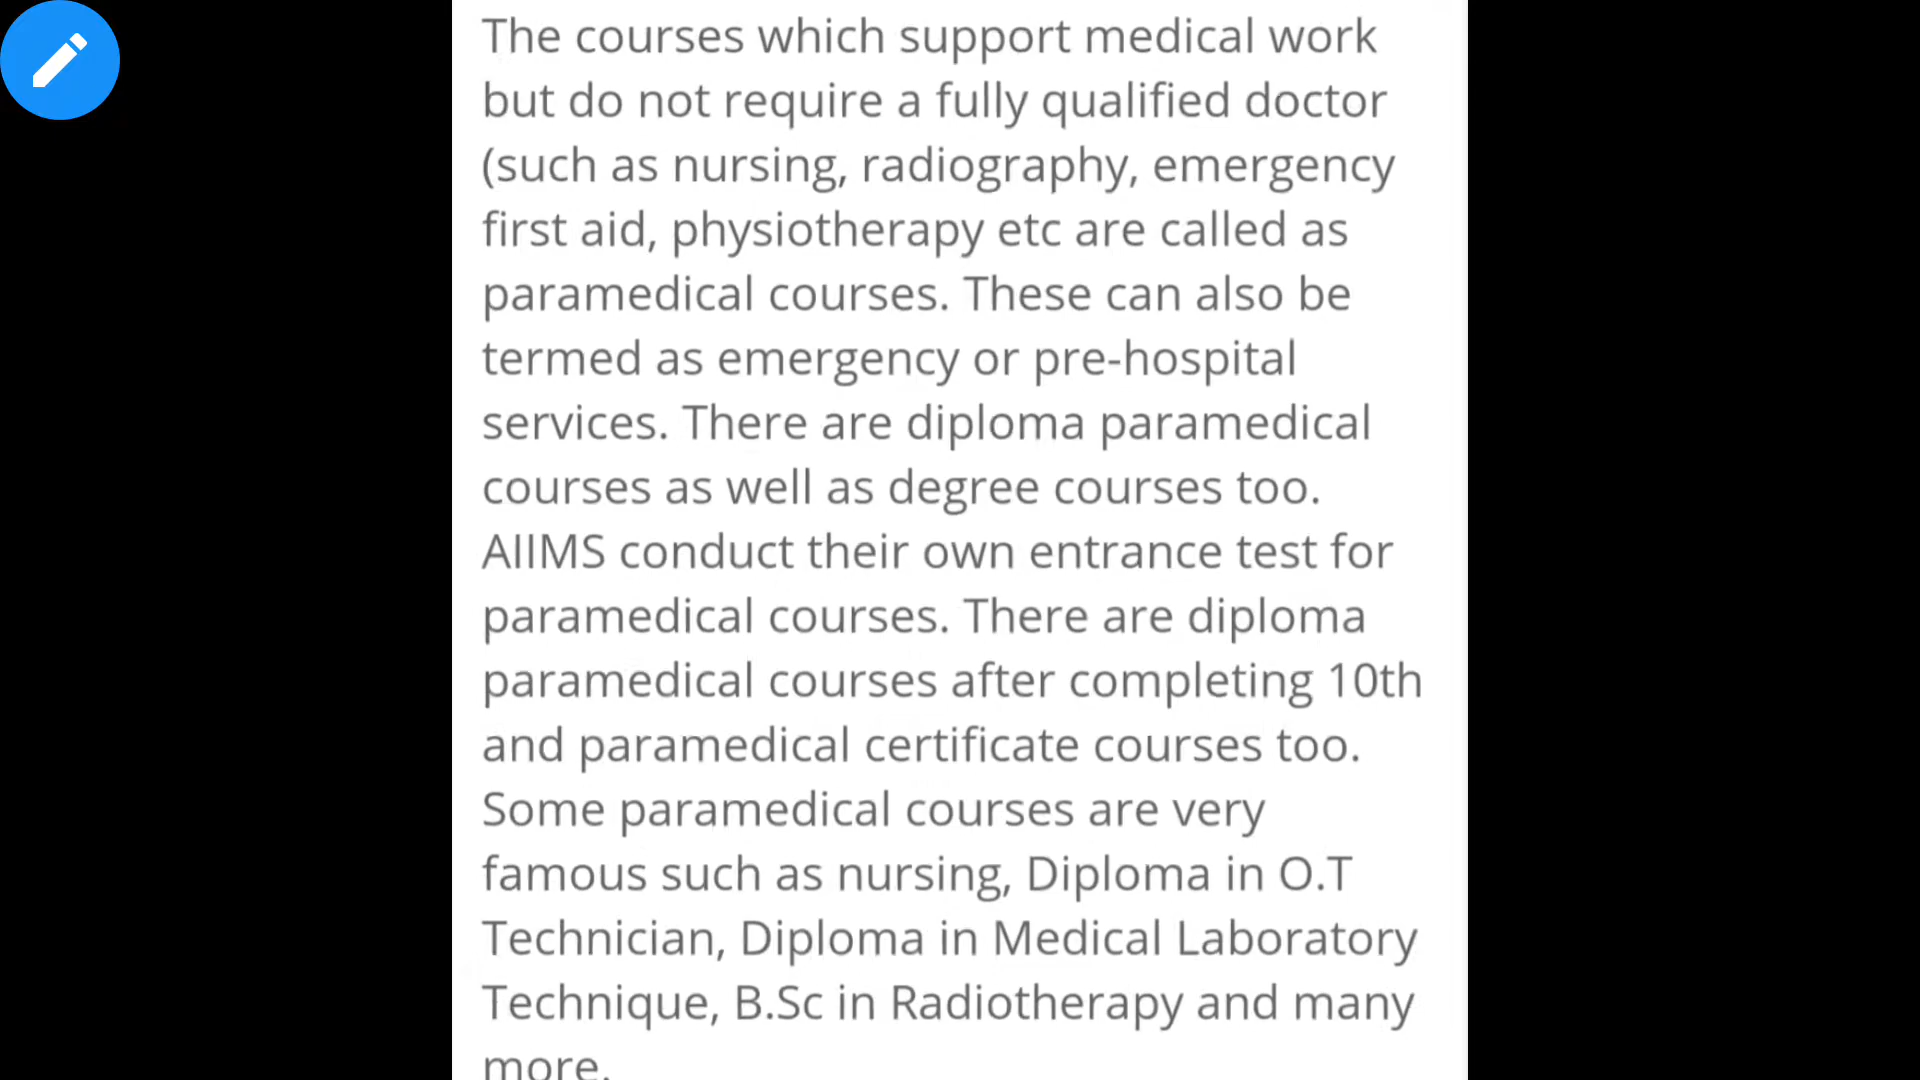 The courses which support medical work
but do not require a fully qualified doctor
(such as nursing, radiography, emergency
first aid, physiotherapy etc are called as
paramedical courses. These can also be
termed as emergency or pre-hospital
services. There are diploma paramedical
courses as well as degree courses too.
AIIMS conduct their own entrance test for
paramedical courses. There are diploma
paramedical courses after completing 10th
and paramedical certificate courses too.
Some paramedical courses are very
famous such as nursing, Diploma in O.T
Technician, Diploma in Medical Laboratory
Technique, B.Sc in Radiotherapy and many
more.